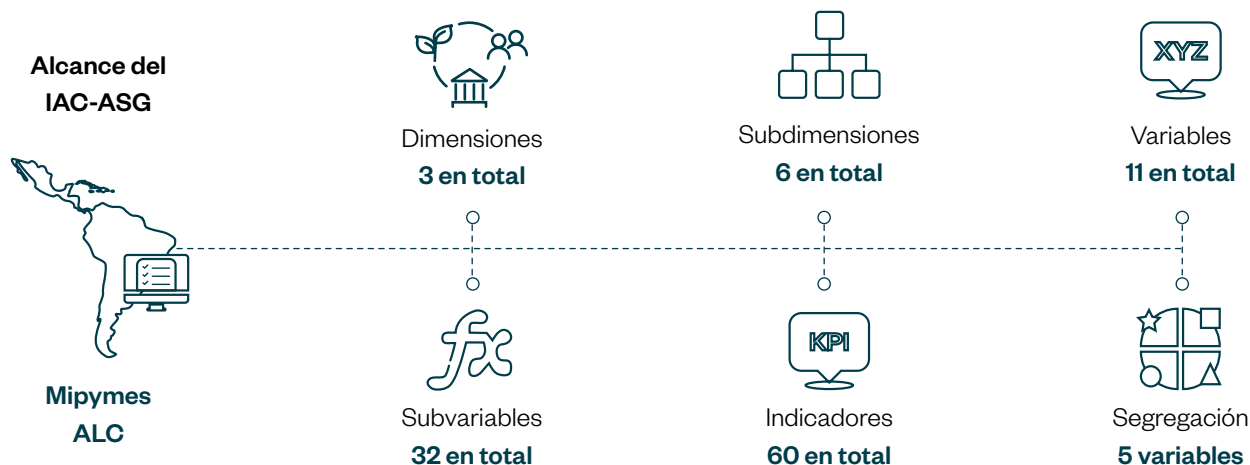 Alcance del
IAC-ASG
Mipymes
ALC
Dimensiones
3 en total
Subdimensiones
6 en total
XYZ
Variables
11 en total
Subvariables
32 en total
fx
KPI
Indicadores
60 en total
Segregación
5 variables